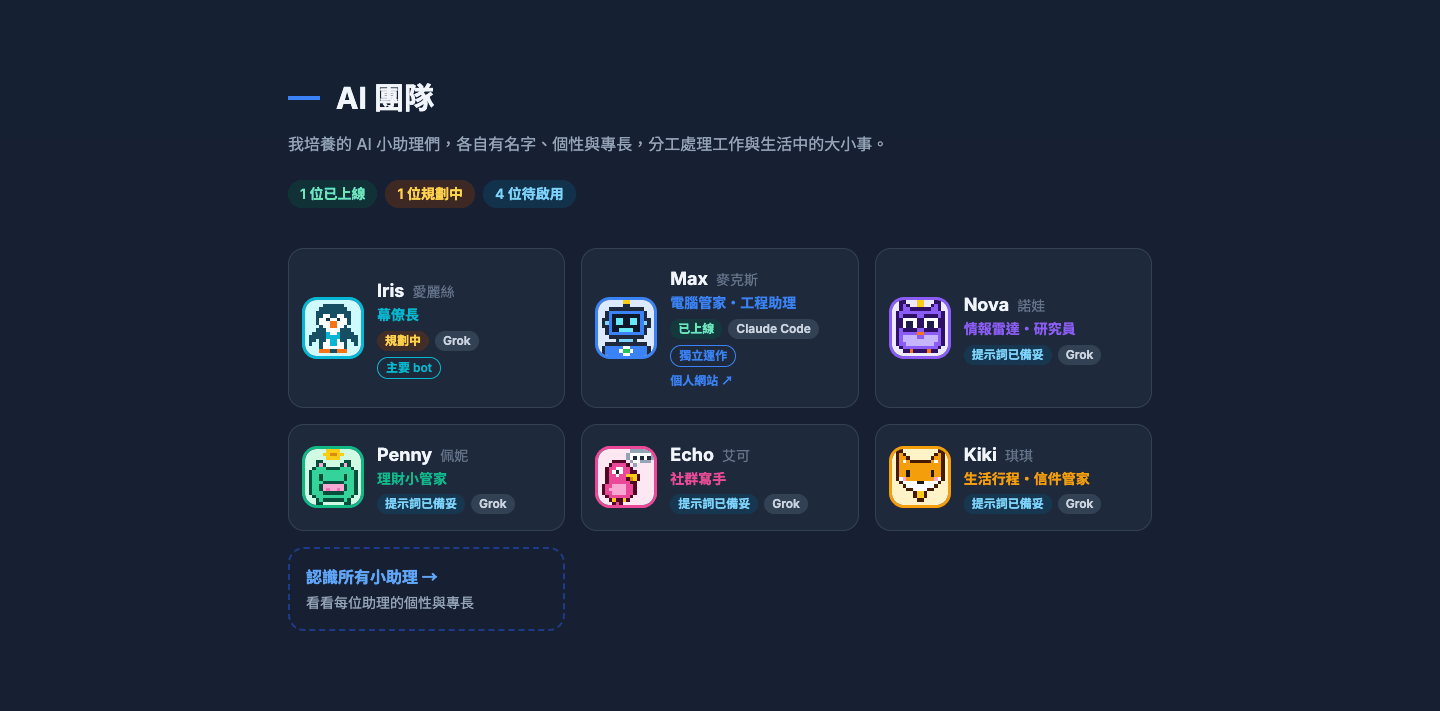 AI 團隊
我培養的 AI 小助理們，各自有名字、個性與專長，分工處理工作與生活中的大小事。
1 位已上線 1 位規劃中 4 位待啟用
Iris 愛麗絲
幕僚長
規劃中 Grok
主要 bot
Max 麥克斯
電腦管家・工程助理
已上線 Claude Code
獨立運作
個人網站 ↗
Nova 諾娃
情報雷達・研究員
提示詞已備妥 Grok
Penny 佩妮
理財小管家
提示詞已備妥 Grok
Echo 艾可
社群寫手
提示詞已備妥 Grok
Kiki 琪琪
生活行程・信件管家
提示詞已備妥 Grok
認識所有小助理 →
看看每位助理的個性與專長